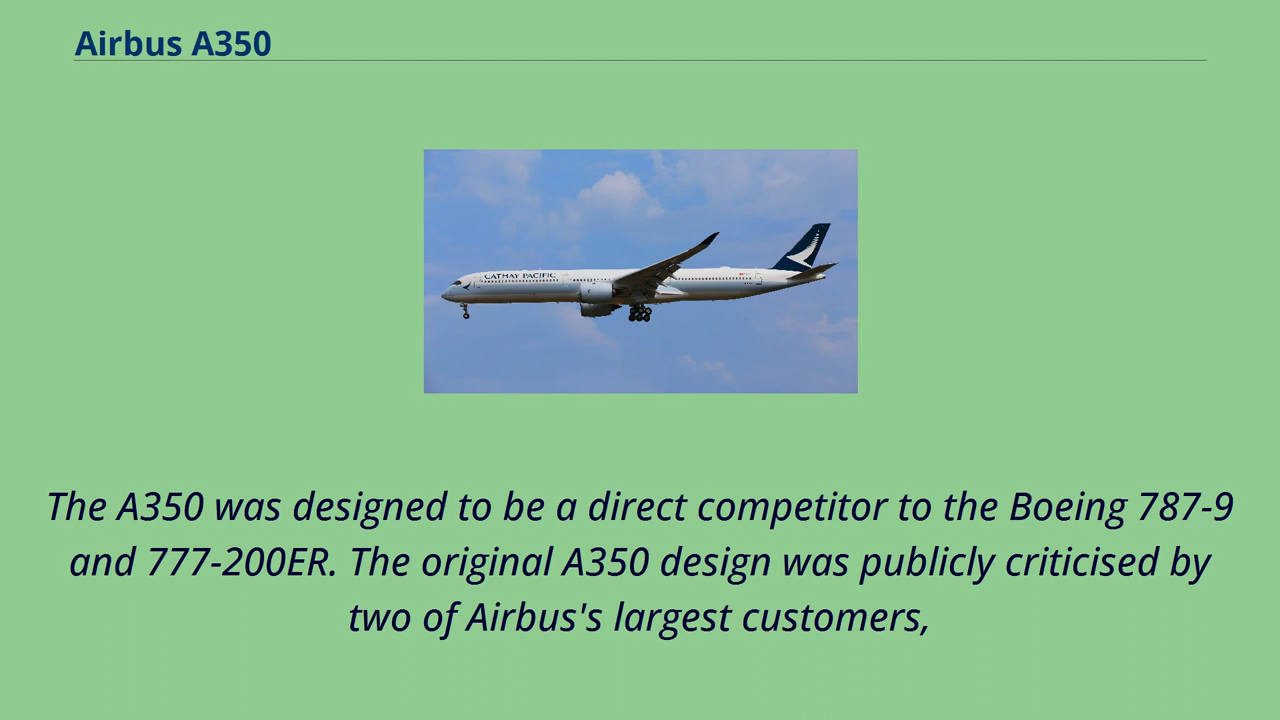 Airbus A350
CATHAY PACIFIC
The A350 was designed to be a direct competitor to the Boeing 787-9
and 777-200ER. The original A350 design was publicly criticised by
two of Airbus's largest customers,